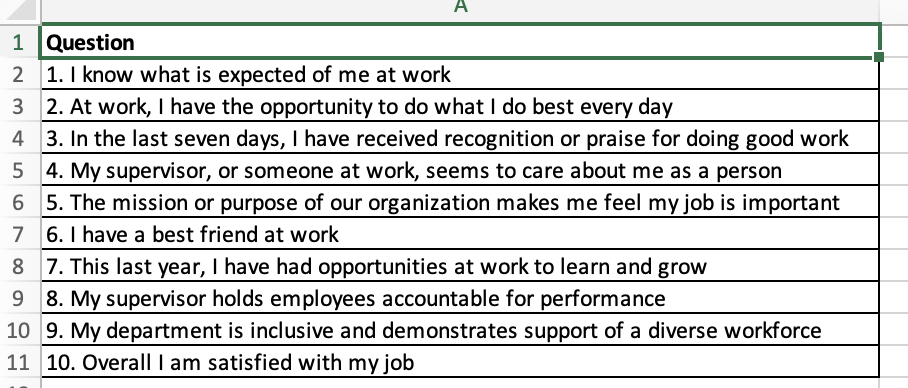 A
1 Question
2 1. I know what is expected of me at work
3 2. At work, I have the opportunity to do what I do best every day
4 3. In the last seven days, I have received recognition or praise for doing good work
5 4. My supervisor, or someone at work, seems to care about me as a person
6 5. The mission or purpose of our organization makes me feel my job is important
7 6. I have a best friend at work
8 7. This last year, I have had opportunities at work to learn and grow
9 8. My supervisor holds employees accountable for performance
10 9. My department is inclusive and demonstrates support of a diverse workforce
11 10. Overall I am satisfied with my job